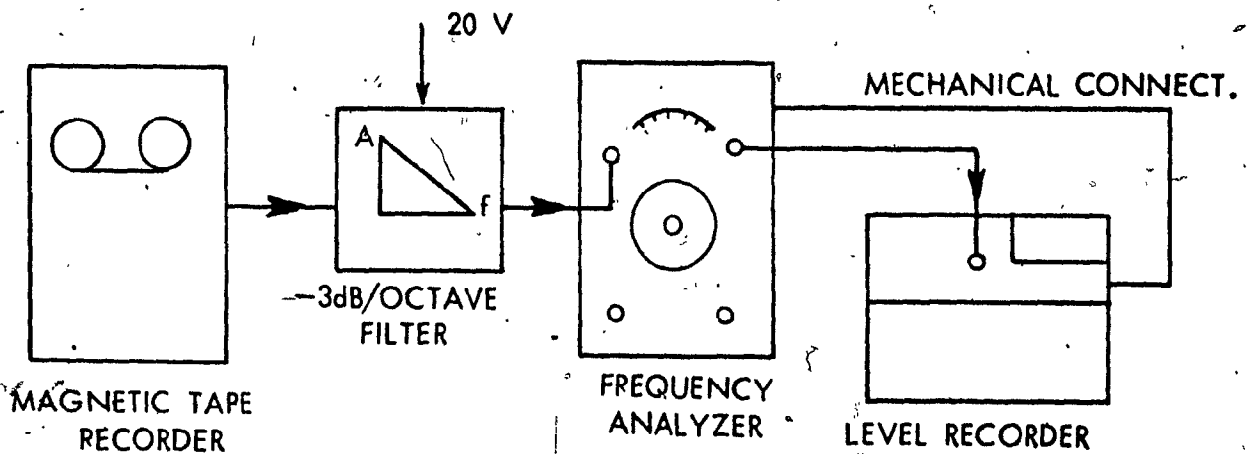 20 V
MECHANICAL CONNECT.
A
f
-3dB/OCTAVE
FILTER
MAGNETIC TAPE
RECORDER
FREQUENCY
ANALYZER
LEVEL RECORDER